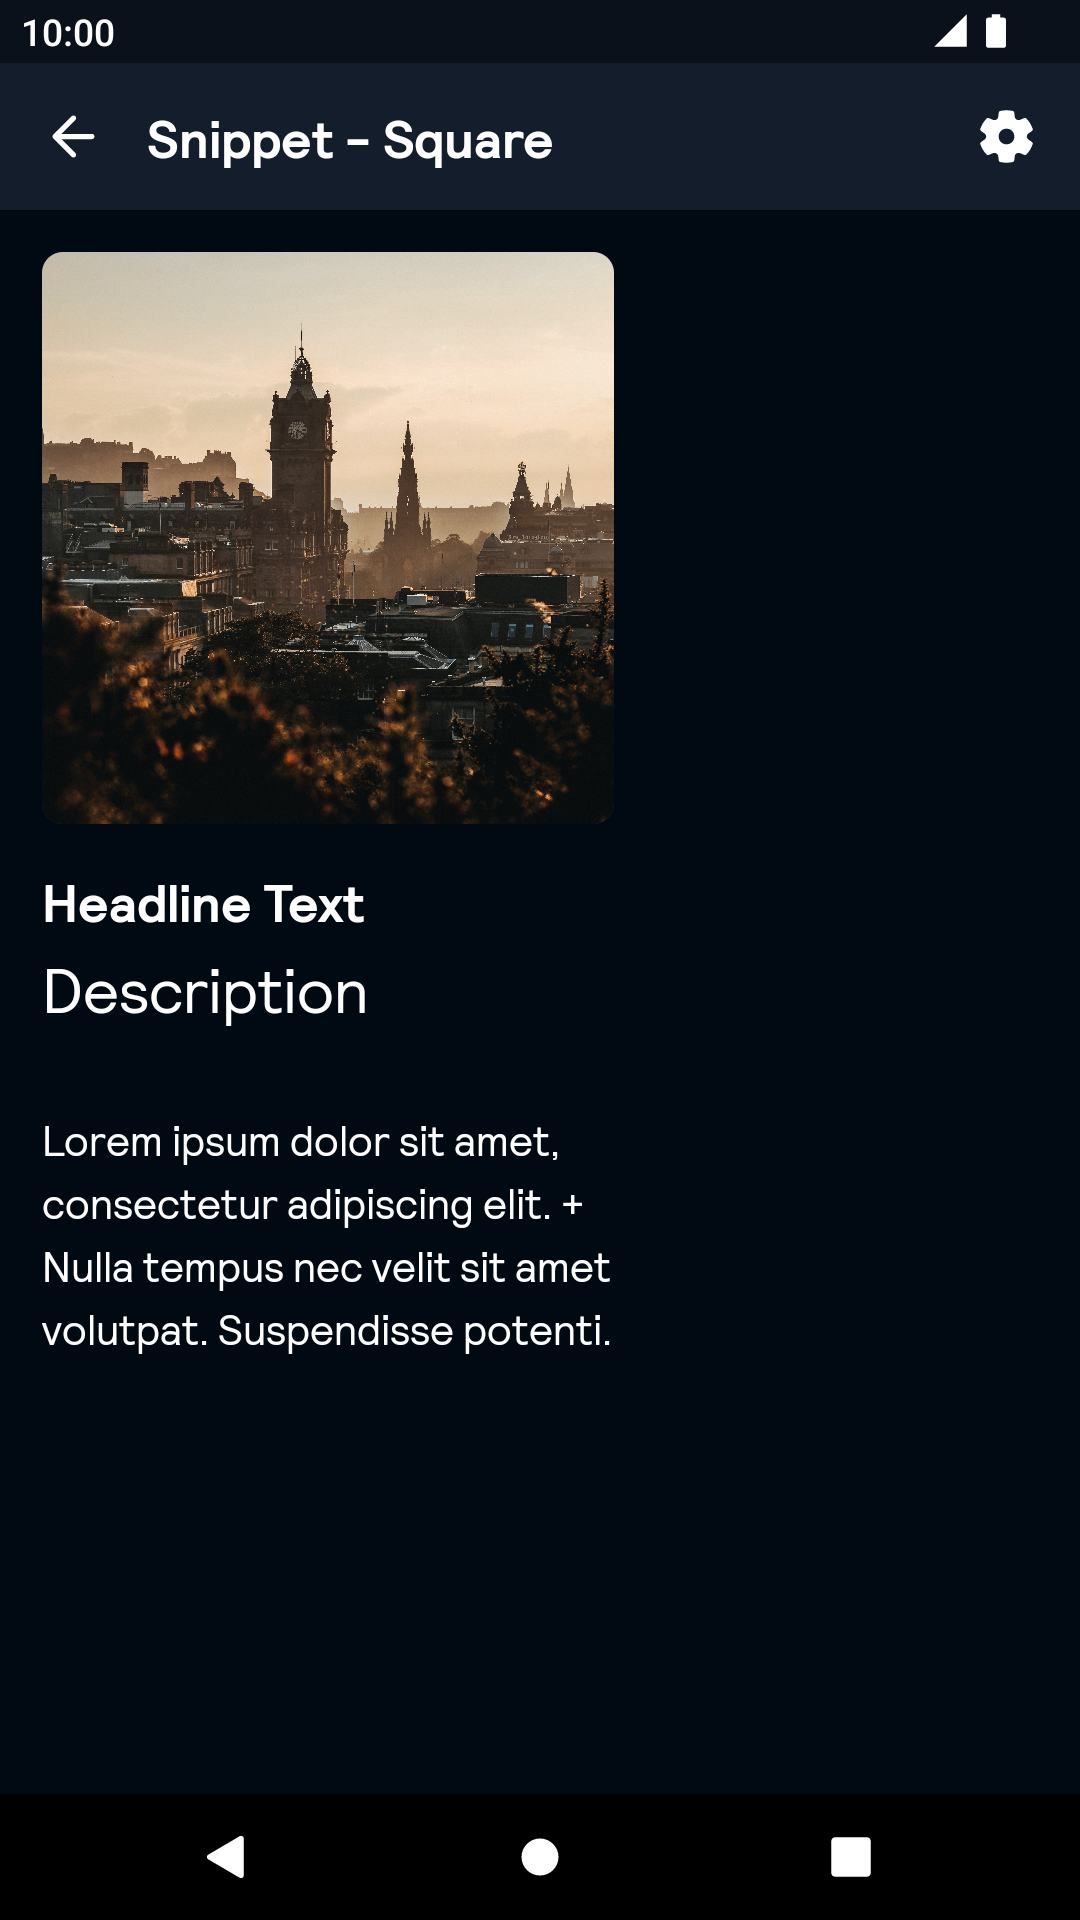 10:00
Snippet - Square
Headline Text
Description
Lorem ipsum dolor sit amet,
consectetur adipiscing elit. +
Nulla tempus nec velit sit amet
volutpat. Suspendisse potenti.